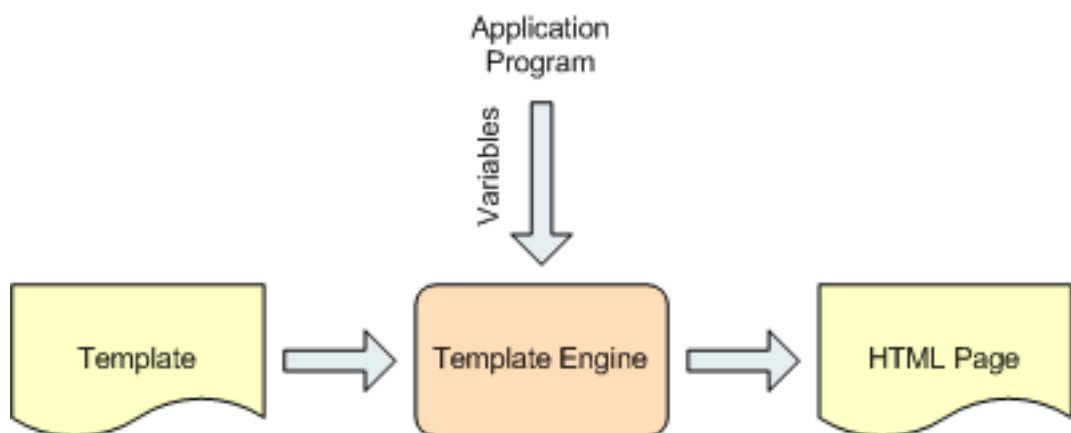 Application
Program
Variables
Template
Template Engine
HTML Page